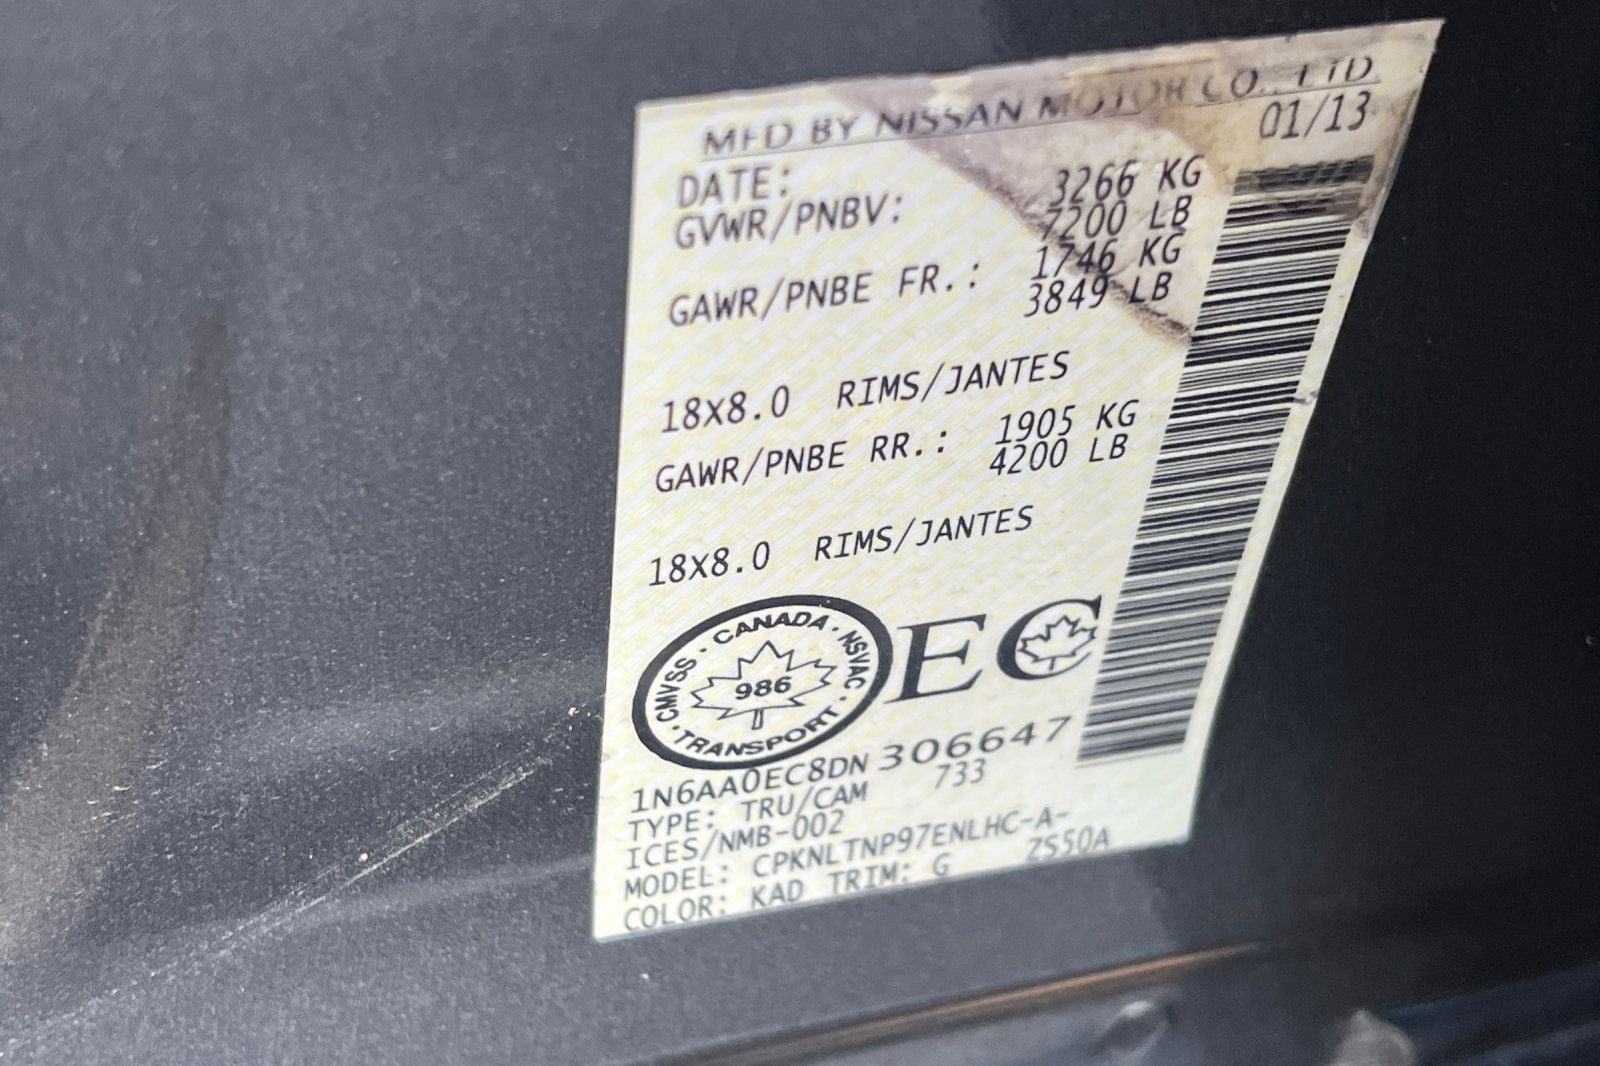 MFD BY NISSAN MOTOR CO., LTD.
DATE: 01/13
GVWR/PNBV: 3266 KG
7200 LB
GAWR/PNBE FR.: 1746 KG
3849 LB
18X8.0 RIMS/JANTES
GAWR/PNBE RR.: 1905 KG
4200 LB
18X8.0 RIMS/JANTES
CANADA · NSVAC · TRANSPORT · CMVSS ·
986
EC
1N6AA0EC8DN306647
TYPE: TRU/CAM 733
ICES/NMB-002
MODEL: CPKNLTNP97ENLHC-A-
COLOR: KAD TRIM: G ZS50A